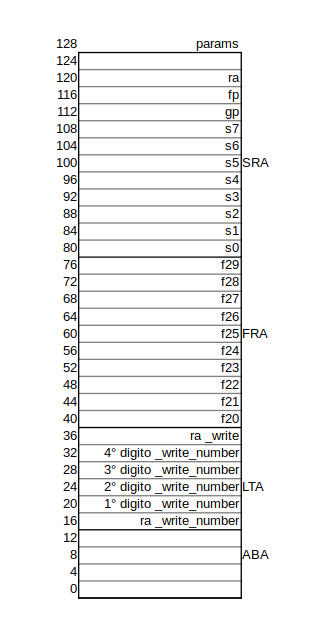 128 params
124
120 ra
116 fp
112 gp
108 s7
104 s6
100 s5 SRA
96 s4
92 s3
88 s2
84 s1
80 s0
76 f29
72 f28
68 f27
64 f26
60 f25 FRA
56 f24
52 f23
48 f22
44 f21
40 f20
36 ra _write
32 4° digito _write_number
28 3° digito _write_number
24 2° digito _write_number LTA
20 1° digito _write_number
16 ra _write_number
12
8 ABA
4
0